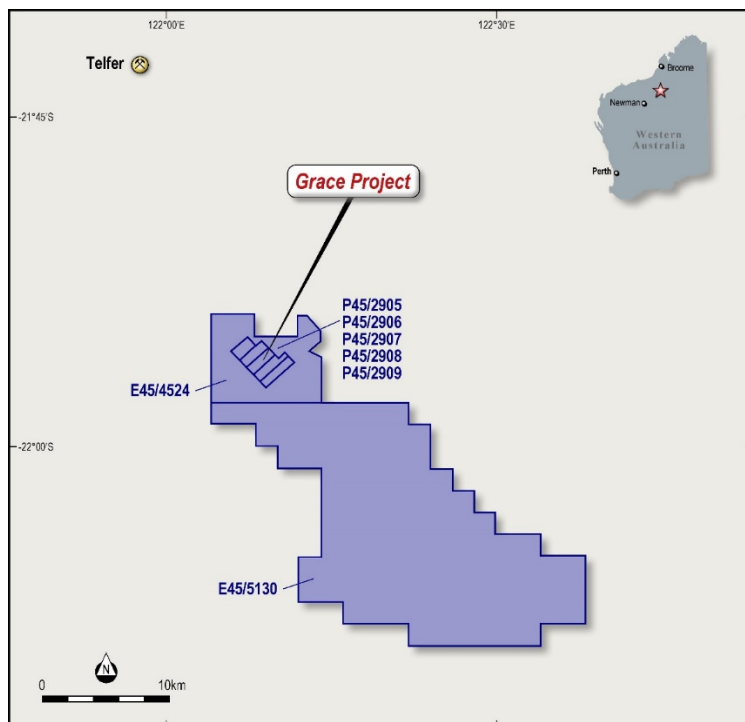 122°00'E
122°30'E
Telfer
Broome
Newman
Western
Australia
Perth
-21°45'S
Grace Project
P45/2905
P45/2906
P45/2907
P45/2908
P45/2909
E45/4524
-22°00'S
E45/5130
N
0 10km